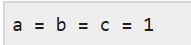 a = b = c = 1